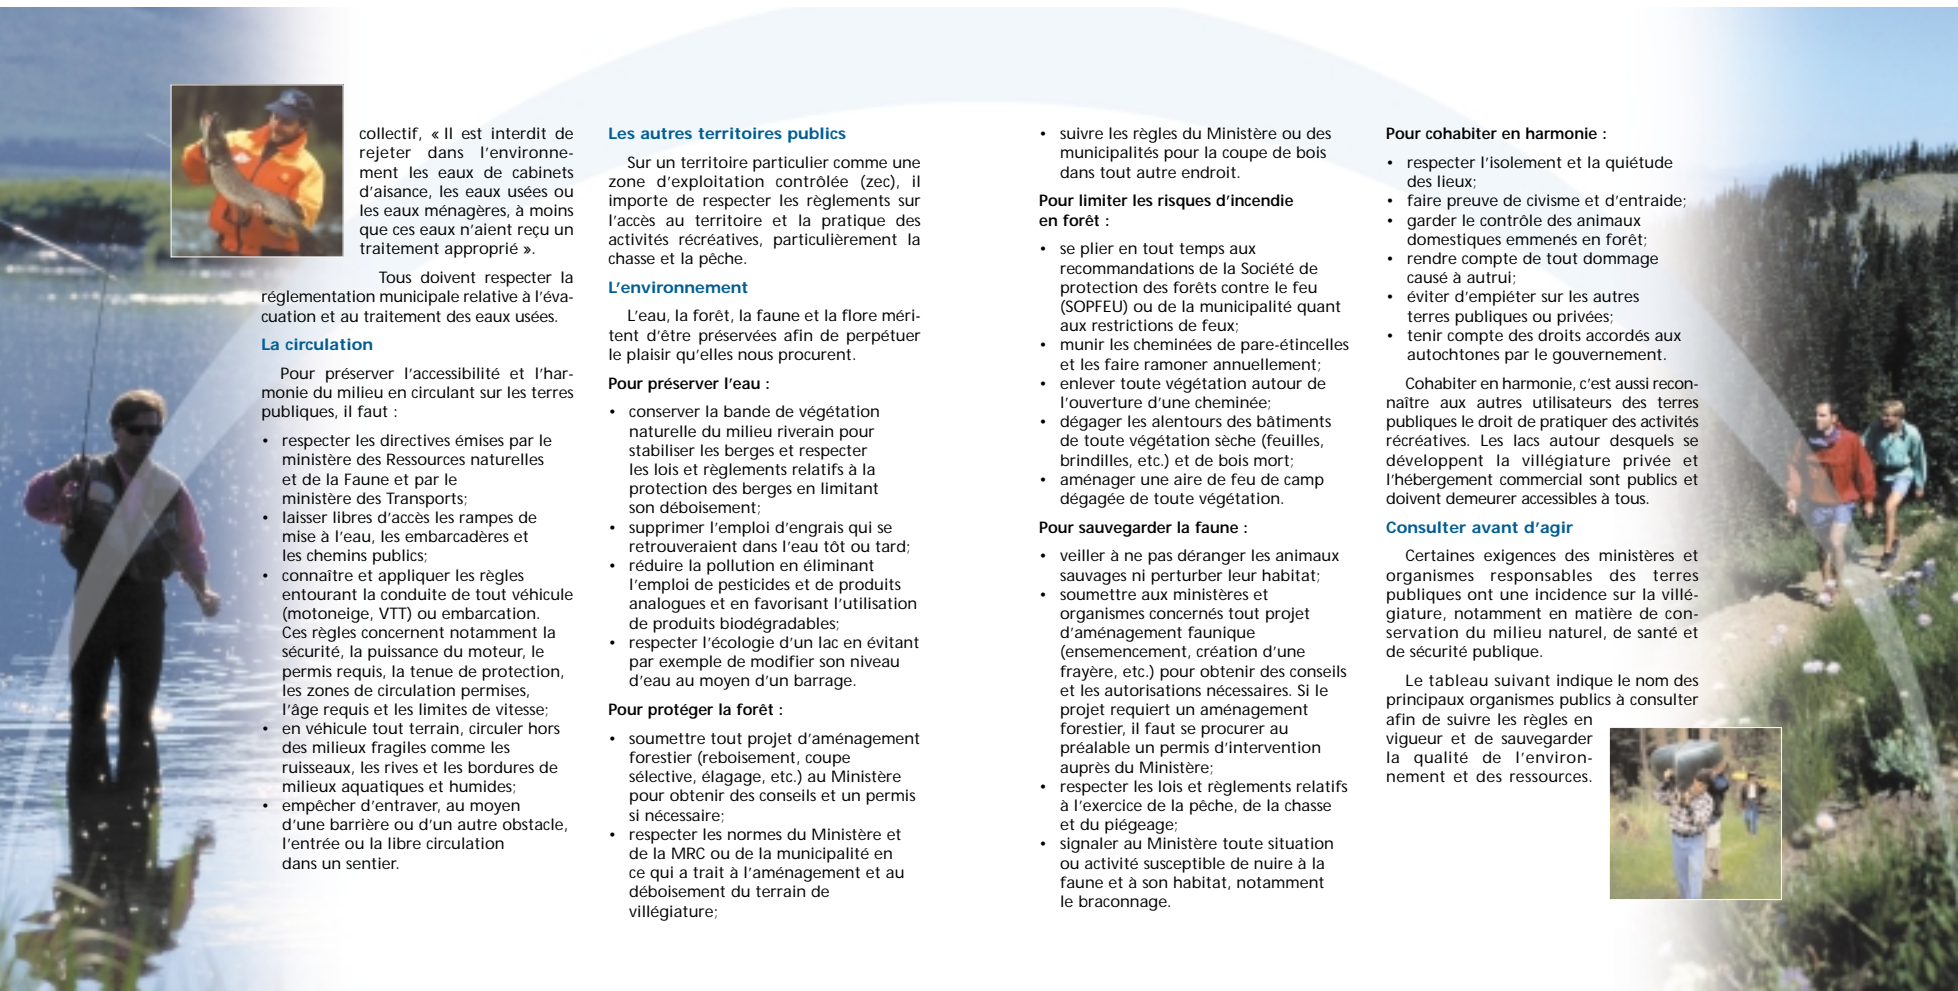 collectif, « Il est interdit de
rejeter dans l'environne-
ment les eaux de cabinets
d'aisance, les eaux usées ou
les eaux ménagères, à moins
que ces eaux n'aient reçu un
traitement approprié ».
Tous doivent respecter la
réglementation municipale relative à l'éva-
cuation et au traitement des eaux usées.
La circulation
Pour préserver l'accessibilité et l'har-
monie du milieu en circulant sur les terres
publiques, il faut :
• respecter les directives émises par le
ministère des Ressources naturelles
et de la Faune et par le
ministère des Transports;
• laisser libres d'accès les rampes de
mise à l'eau, les embarcadères et
les chemins publics;
• connaître et appliquer les règles
entourant la conduite de tout véhicule
(motoneige, VTT) ou embarcation.
Ces règles concernent notamment la
sécurité, la puissance du moteur, le
permis requis, la tenue de protection,
les zones de circulation permises,
l'âge requis et les limites de vitesse;
• en véhicule tout terrain, circuler hors
des milieux fragiles comme les
ruisseaux, les rives et les bordures de
milieux aquatiques et humides;
• empêcher d'entraver, au moyen
d'une barrière ou d'un autre obstacle,
l'entrée ou la libre circulation
dans un sentier.
Les autres territoires publics
Sur un territoire particulier comme une
zone d'exploitation contrôlée (zec), il
importe de respecter les règlements sur
l'accès au territoire et la pratique des
activités récréatives, particulièrement la
chasse et la pêche.
L'environnement
L'eau, la forêt, la faune et la flore méri-
tent d'être préservées afin de perpétuer
le plaisir qu'elles nous procurent.
Pour préserver l'eau :
• conserver la bande de végétation
naturelle du milieu riverain pour
stabiliser les berges et respecter
les lois et règlements relatifs à la
protection des berges en limitant
son déboisement;
• supprimer l'emploi d'engrais qui se
retrouveraient dans l'eau tôt ou tard;
• réduire la pollution en éliminant
l'emploi de pesticides et de produits
analogues et en favorisant l'utilisation
de produits biodégradables;
• respecter l'écologie d'un lac en évitant
par exemple de modifier son niveau
d'eau au moyen d'un barrage.
Pour protéger la forêt :
• soumettre tout projet d'aménagement
forestier (reboisement, coupe
sélective, élagage, etc.) au Ministère
pour obtenir des conseils et un permis
si nécessaire;
• respecter les normes du Ministère et
de la MRC ou de la municipalité en
ce qui a trait à l'aménagement et au
déboisement du terrain de
villégiature;
• suivre les règles du Ministère ou des
municipalités pour la coupe de bois
dans tout autre endroit.
Pour limiter les risques d'incendie
en forêt :
• se plier en tout temps aux
recommandations de la Société de
protection des forêts contre le feu
(SOPFEU) ou de la municipalité quant
aux restrictions de feux;
• munir les cheminées de pare-étincelles
et les faire ramoner annuellement;
• enlever toute végétation autour de
l'ouverture d'une cheminée;
• dégager les alentours des bâtiments
de toute végétation sèche (feuilles,
brindilles, etc.) et de bois mort;
• aménager une aire de feu de camp
dégagée de toute végétation.
Pour sauvegarder la faune :
• veiller à ne pas déranger les animaux
sauvages ni perturber leur habitat;
• soumettre aux ministères et
organismes concernés tout projet
d'aménagement faunique
(ensemencement, création d'une
frayère, etc.) pour obtenir des conseils
et les autorisations nécessaires. Si le
projet requiert un aménagement
forestier, il faut se procurer au
préalable un permis d'intervention
auprès du Ministère;
• respecter les lois et règlements relatifs
à l'exercice de la pêche, de la chasse
et du piégeage;
• signaler au Ministère toute situation
ou activité susceptible de nuire à la
faune et à son habitat, notamment
le braconnage.
Pour cohabiter en harmonie :
• respecter l'isolement et la quiétude
des lieux;
• faire preuve de civisme et d'entraide;
• garder le contrôle des animaux
domestiques emmenés en forêt;
• rendre compte de tout dommage
causé à autrui;
• éviter d'empiéter sur les autres
terres publiques ou privées;
• tenir compte des droits accordés aux
autochtones par le gouvernement.
Cohabiter en harmonie, c'est aussi recon-
naître aux autres utilisateurs des terres
publiques le droit de pratiquer des activités
récréatives. Les lacs autour desquels se
développent la villégiature privée et
l'hébergement commercial sont publics et
doivent demeurer accessibles à tous.
Consulter avant d'agir
Certaines exigences des ministères et
organismes responsables des terres
publiques ont une incidence sur la villé-
giature, notamment en matière de con-
servation du milieu naturel, de santé et
de sécurité publique.
Le tableau suivant indique le nom des
principaux organismes publics à consulter
afin de suivre les règles en
vigueur et de sauvegarder
la qualité de l'environ-
nement et des ressources.